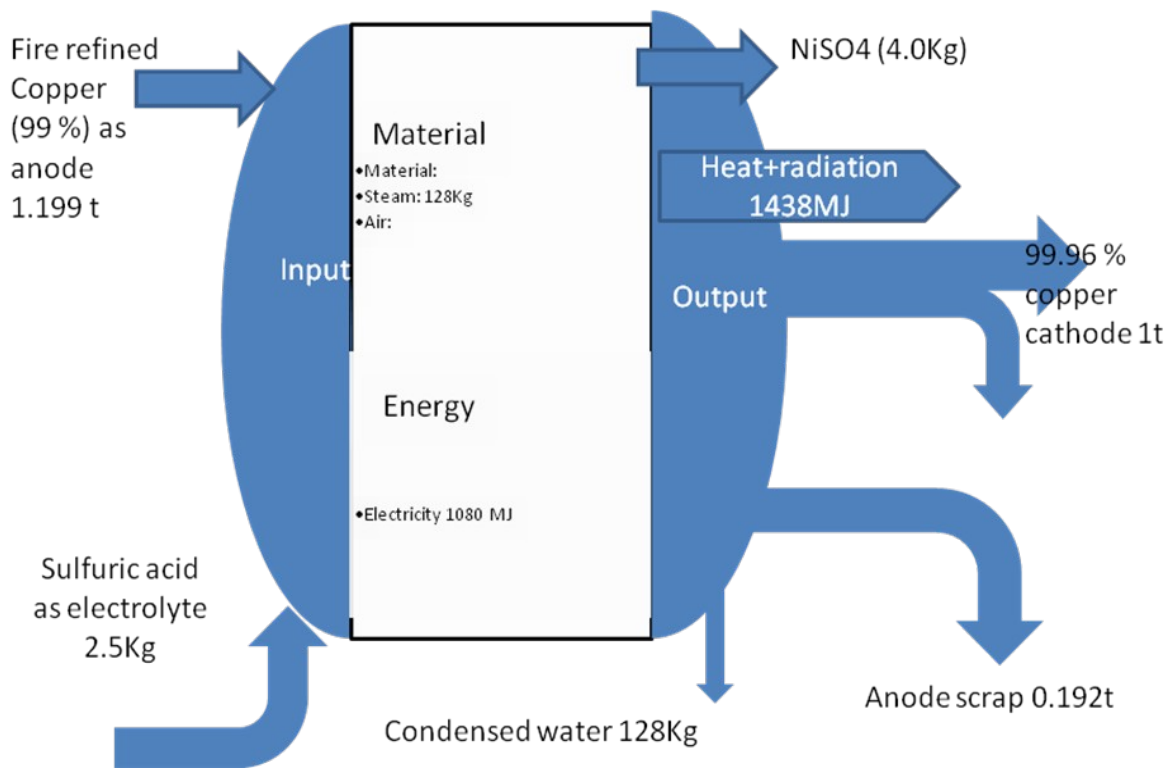 Fire refined
Copper
(99 %) as
anode
1.199 t
NiSO4 (4.0Kg)
Material
•Material:
•Steam: 128Kg
•Air:
Heat+radiation
1438MJ
Input
Output
99.96 %
copper
cathode 1t
Energy
•Electricity 1080 MJ
Sulfuric acid
as electrolyte
2.5Kg
Anode scrap 0.192t
Condensed water 128Kg